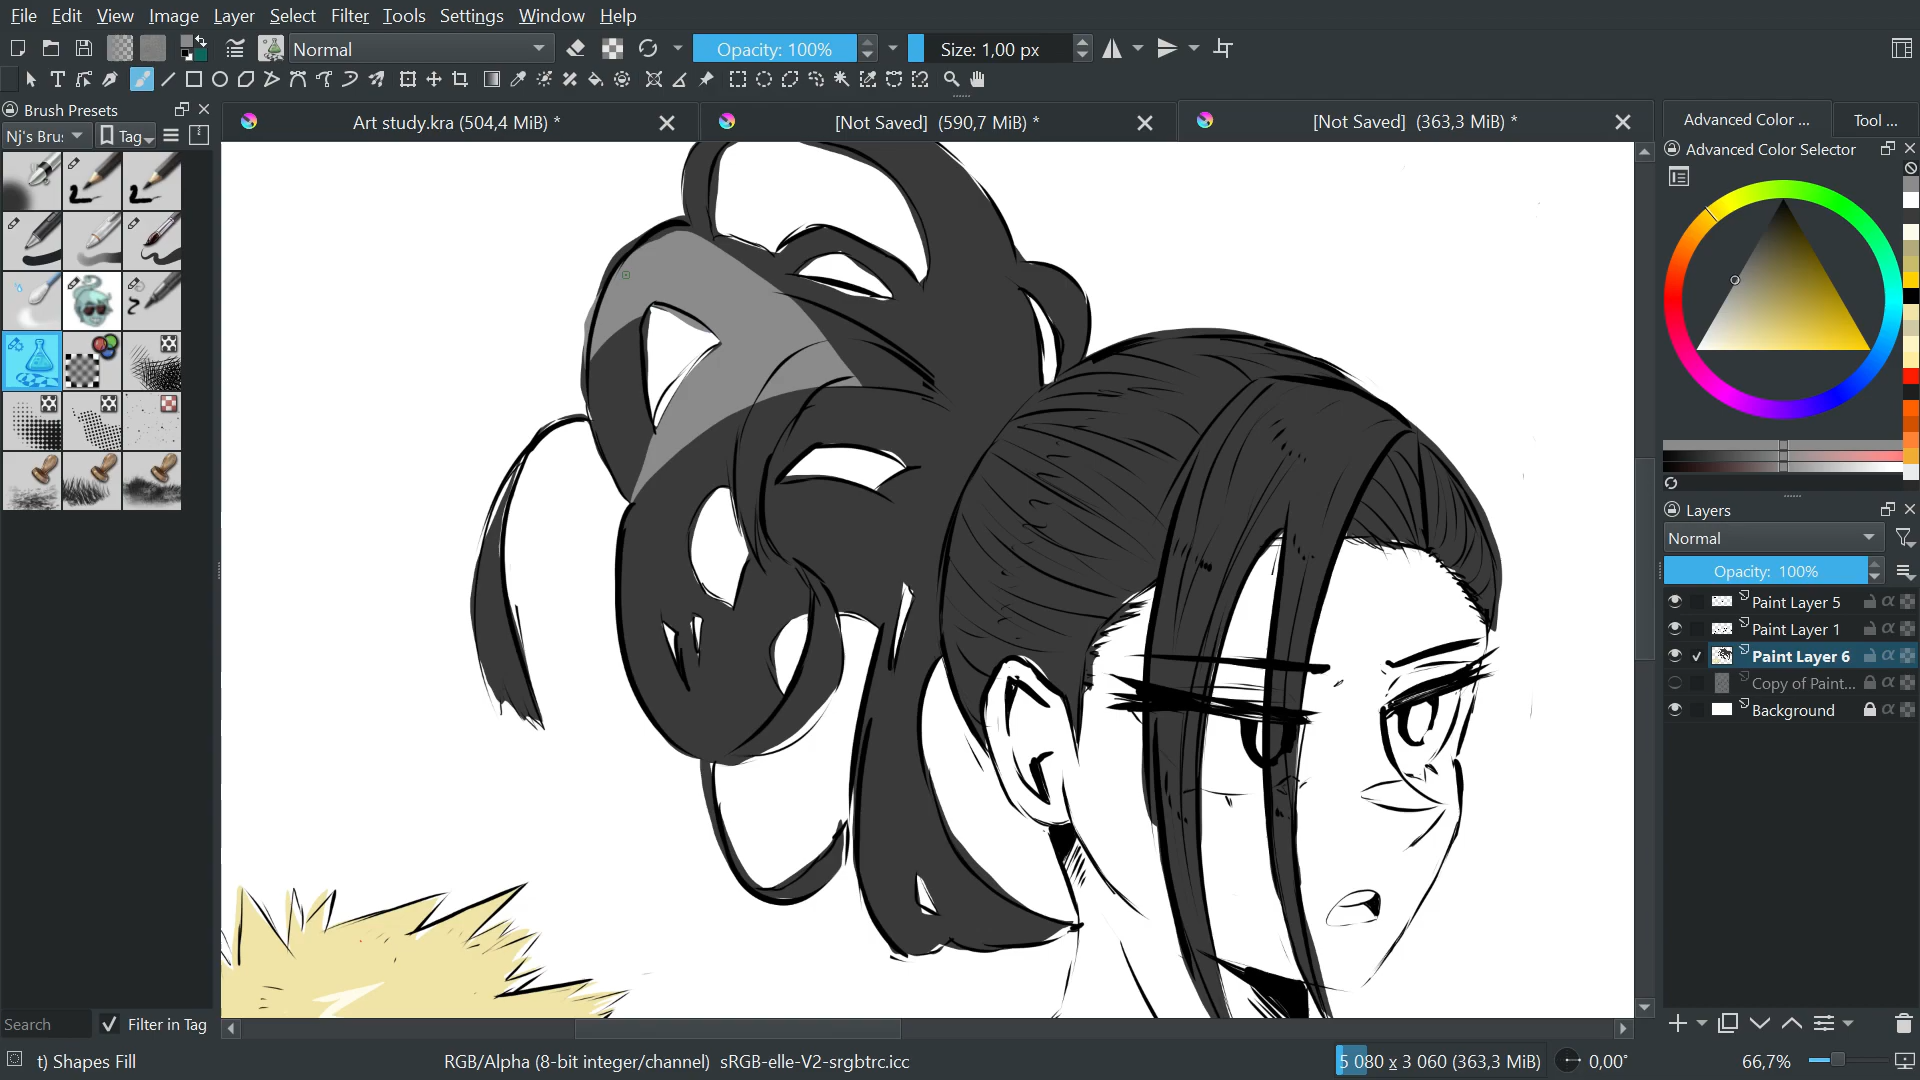 File Edit View Image Layer Select Filter Tools Settings Window Help
Normal Opacity: 100% Size: 1,00 px
Brush Presets
Art study.kra (504,4 MiB) *
[Not Saved] (590,7 MiB) *
[Not Saved] (363,3 MiB) *
Advanced Color ... Tool ...
Nj's Bru: Tag
Advanced Color Selector
Layers
Normal
Opacity: 100%
Paint Layer 5
Paint Layer 1
Paint Layer 6
Copy of Paint...
Background
Search Filter in Tag
t) Shapes Fill RGB/Alpha (8-bit integer/channel) sRGB-elle-V2-srgbtrc.icc 5 080 x 3 060 (363,3 MiB) 0,00° 66,7%